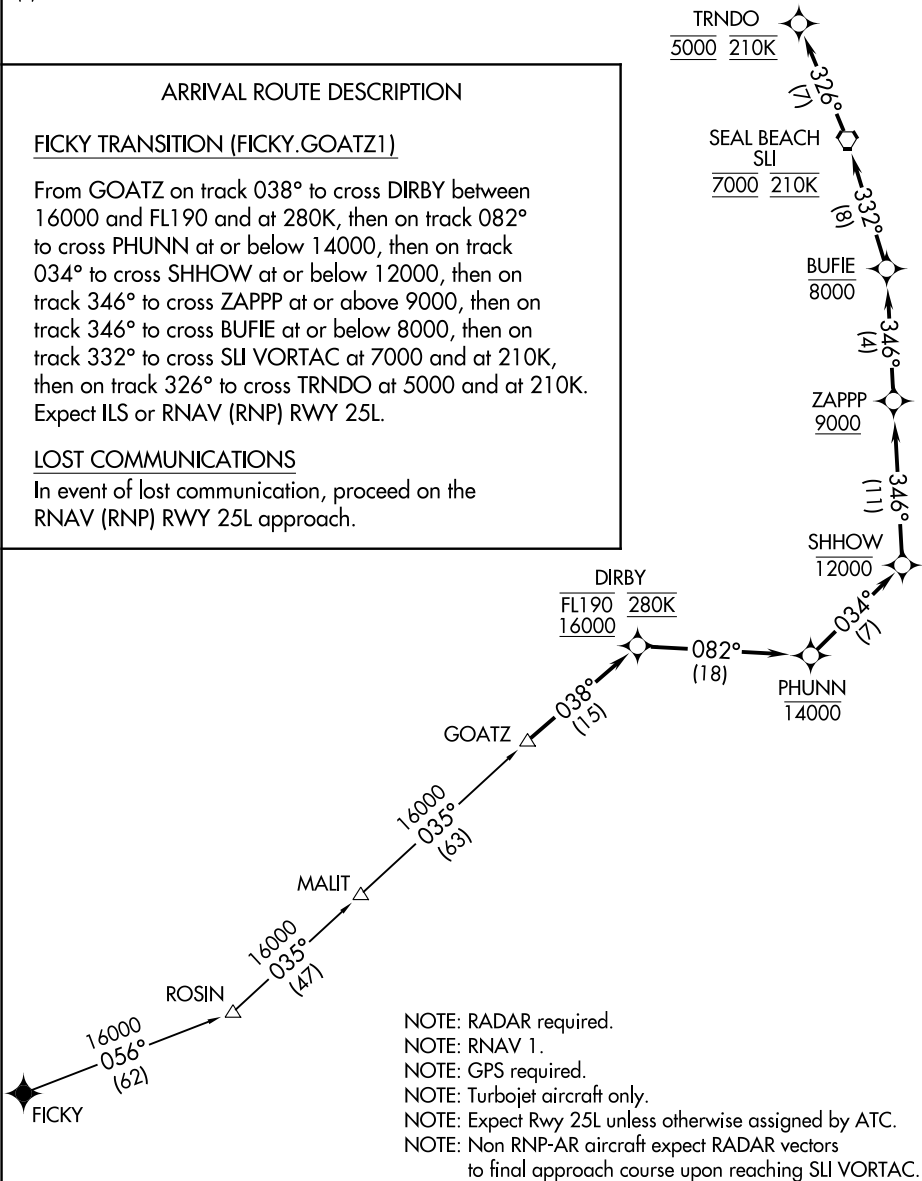 TRNDO
5000 210K
326°
(7)
SEAL BEACH
SLI
7000 210K
332°
(8)
BUFIE
8000
346°
(4)
ZAPPP
9000
346°
(11)
SHHOW
12000
034°
(7)
ARRIVAL ROUTE DESCRIPTION
FICKY TRANSITION (FICKY.GOATZ1)
From GOATZ on track 038° to cross DIRBY between
16000 and FL190 and at 280K, then on track 082°
to cross PHUNN at or below 14000, then on track
034° to cross SHHOW at or below 12000, then on
track 346° to cross ZAPPP at or above 9000, then on
track 346° to cross BUFIE at or below 8000, then on
track 332° to cross SLI VORTAC at 7000 and at 210K,
then on track 326° to cross TRNDO at 5000 and at 210K.
Expect ILS or RNAV (RNP) RWY 25L.
LOST COMMUNICATIONS
In event of lost communication, proceed on the
RNAV (RNP) RWY 25L approach.
DIRBY
FL190 280K
16000
082°
(18)
PHUNN
14000
038°
(15)
GOATZ
16000
035°
(63)
MALIT
16000
035°
(47)
ROSIN
16000
056°
(62)
FICKY
NOTE: RADAR required.
NOTE: RNAV 1.
NOTE: GPS required.
NOTE: Turbojet aircraft only.
NOTE: Expect Rwy 25L unless otherwise assigned by ATC.
NOTE: Non RNP-AR aircraft expect RADAR vectors
to final approach course upon reaching SLI VORTAC.